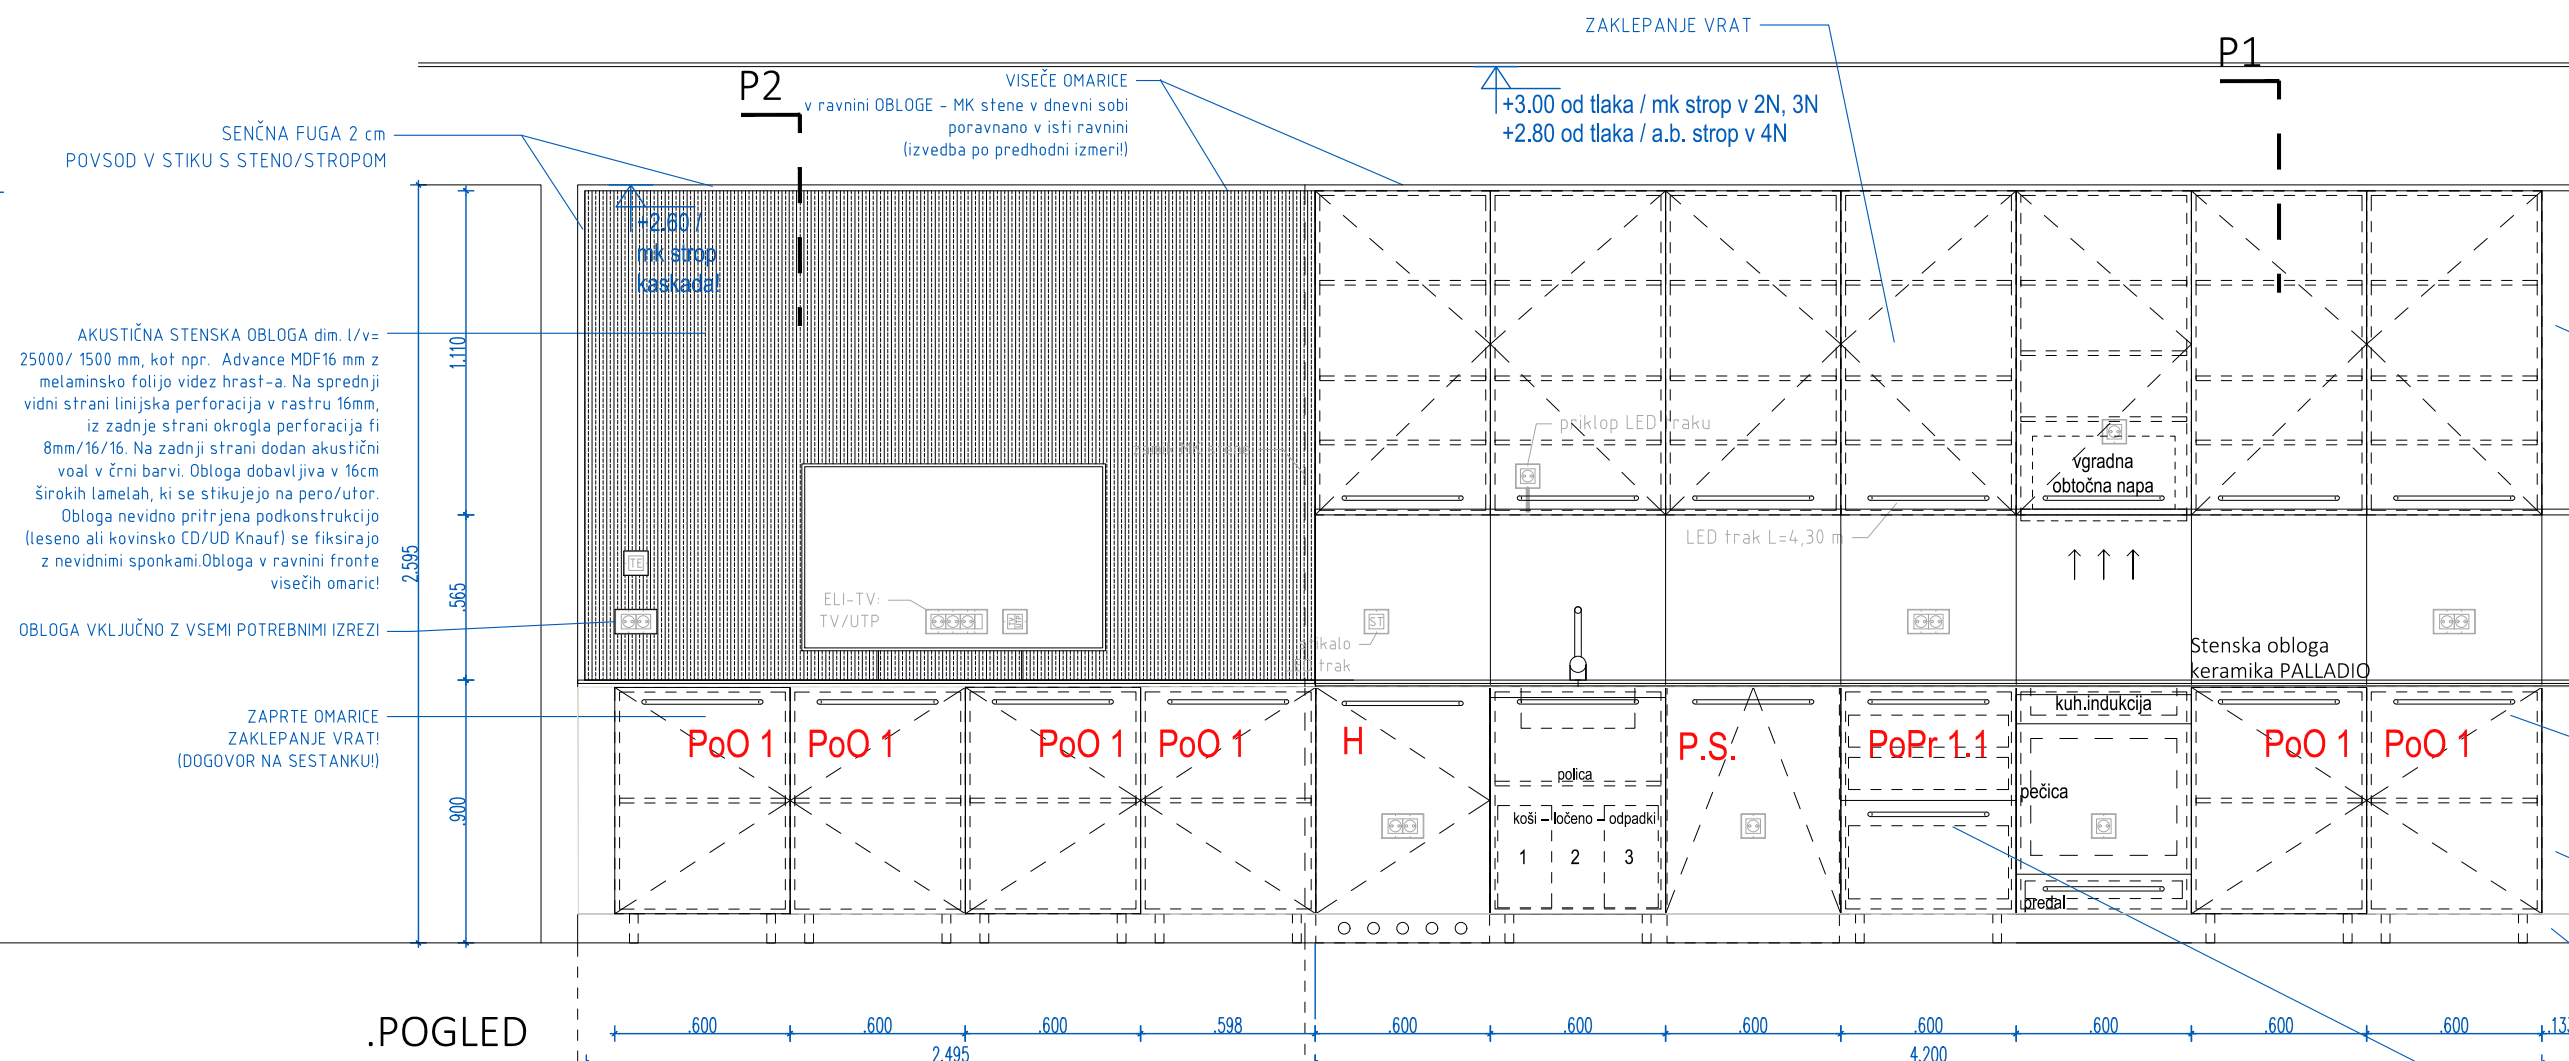 ZAKLEPANJE VRAT
P1
P2
VISEČE OMARICE
v ravnini OBLOGE - MK stene v dnevni sobi
poravnano v isti ravnini
(izvedba po predhodni izmeri!)
+3.00 od tlaka / mk strop v 2N, 3N
+2.80 od tlaka / a.b. strop v 4N
SENČNA FUGA 2 cm
POVSOD V STIKU S STENO/STROPOM
+2.60 /
mk strop
kaskada!
AKUSTIČNA STENSKA OBLOGA dim. l/v=
25000/ 1500 mm, kot npr. Advance MDF16 mm z
melaminsko folijo videz hrast-a. Na sprednji
vidni strani linijska perforacija v rastru 16mm,
iz zadnje strani okrogla perforacija fi
8mm/16/16. Na zadnji strani dodan akustični
voal v črni barvi. Obloga dobavljiva v 16cm
širokih lamelah, ki se stikujejo na pero/utor.
Obloga nevidno pritrjena podkonstrukcijo
(leseno ali kovinsko CD/UD Knauf) se fiksirajo
z nevidnimi sponkami.Obloga v ravnini fronte
visečih omaric!
1.110
2.595
.565
.900
priklop LED traku
vgradna
obtočna napa
LED trak L=4,30 m
TE
ELI-TV:
TV/UTP
ST
trak
OBLOGA VKLJUČNO Z VSEMI POTREBNIMI IZREZI
Stenska obloga
keramika PALLADIO
ZAPRTE OMARICE
ZAKLEPANJE VRAT!
(DOGOVOR NA SESTANKU!)
PoO 1 PoO 1 PoO 1 PoO 1 H P.S. PoPr 1.1 PoO 1 PoO 1
kuh.indukcija
polica
pečica
koši - ločeno - odpadki
1 2 3
predal
.POGLED
.600 .600 .600 .598 .600 .600 .600 .600 .600 .600 .600 .133
2.495 4.200